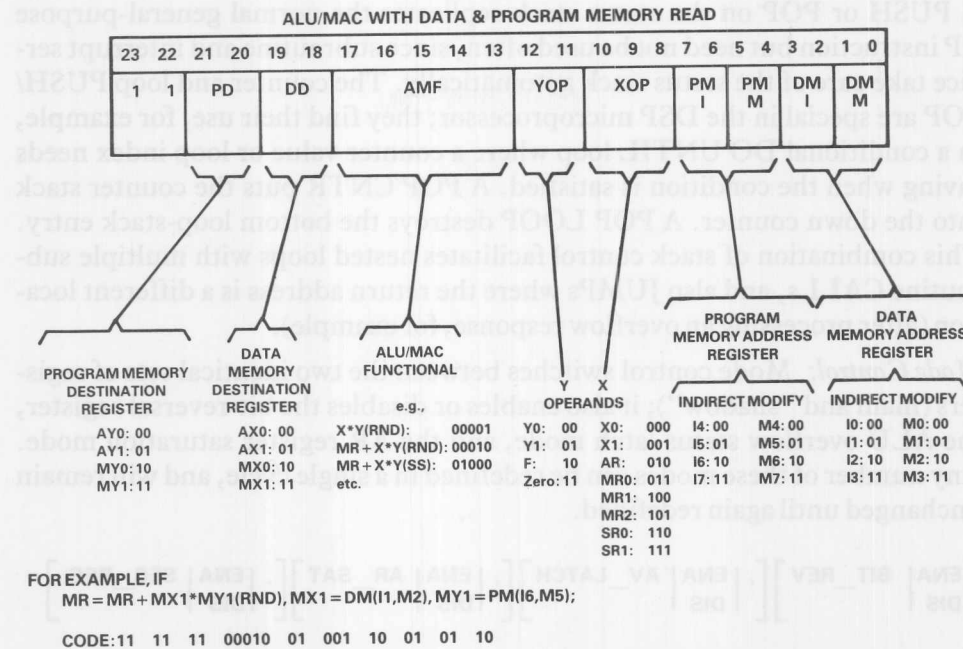 ALU/MAC WITH DATA & PROGRAM MEMORY READ
23 22 21 20 19 18 17 16 15 14 13 12 11 10 9 8 7 6 5 4 3 2 1 0
1 1 PD DD AMF YOP XOP PM I PM M DM I DM M
PROGRAM MEMORY DESTINATION REGISTER
AY0: 00
AY1: 01
MY0: 10
MY1: 11
DATA MEMORY ESTINATION REGISTER
AX0: 00
AX1: 01
MX0: 10
MX1: 11
ALU/MAC FUNCTIONAL
e.g.,
X*Y(RND): 00001
MR+X*Y(RND): 00010
MR+X*Y(SS): 01000
etc.
Y X
OPERANDS
Y0: 00
Y1: 01
F: 10
Zero: 11
X0: 000
X1: 001
AR: 010
MR0: 011
MR1: 100
MR2: 101
SR0: 110
SR1: 111
PROGRAM MEMORY ADDRESS REGISTER
INDIRECT MODIFY
I4: 00 M4: 00
I5: 01 M5: 01
I6: 10 M6: 10
I7: 11 M7: 11
DATA MEMORY ADDRESS REGISTER
INDIRECT MODIFY
I0: 00 M0: 00
I1: 01 M1: 01
I2: 10 M2: 10
I3: 11 M3: 11
FOR EXAMPLE, IF
MR = MR + MX1*MY1(RND), MX1 = DM(I1,M2), MY1 = PM(I6,M5);
CODE: 11 11 11 00010 01 001 10 01 01 10